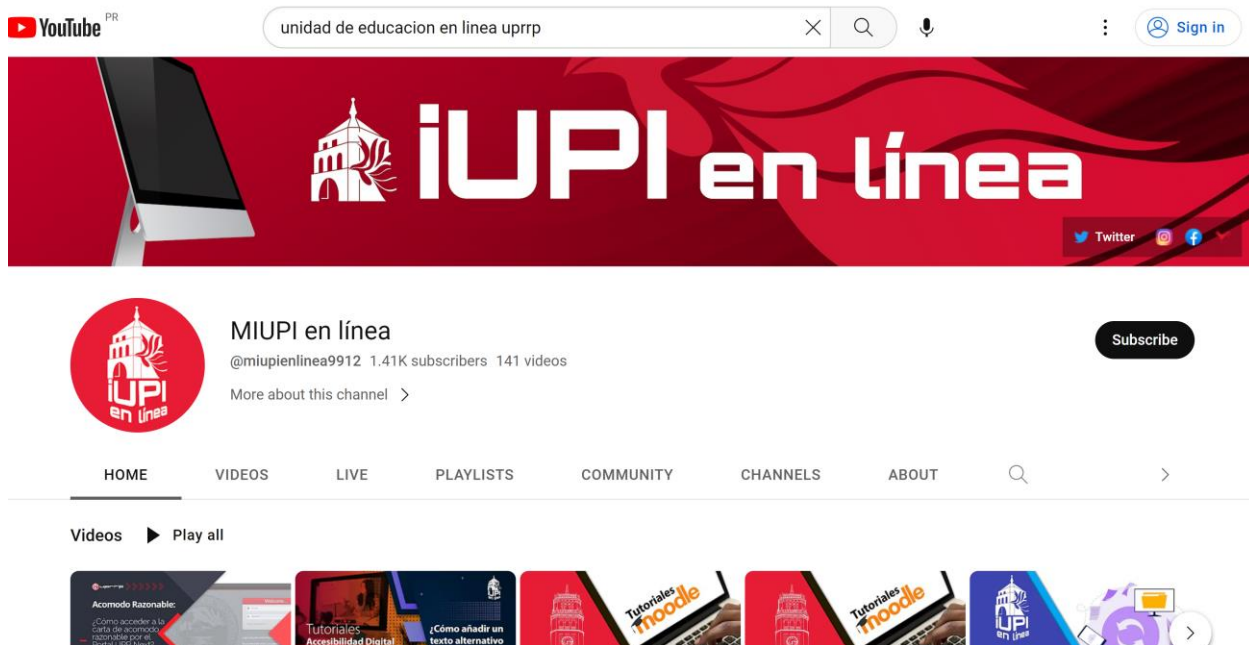 YouTube PR
unidad de educacion en linea uprrp
Sign in
iUPI en línea
Twitter
iUPI
en línea
MIUPI en línea
@miupienlinea9912 1.41K subscribers 141 videos
More about this channel
Subscribe
HOME VIDEOS LIVE PLAYLISTS COMMUNITY CHANNELS ABOUT
Videos Play all
Acomodo Razonable:
¿Cómo acceder a la
carta de acomodo
razonable por el
Portal UPR Next?
Tutoriales
Accesibilidad Digital
¿Cómo añadir un
texto alternativo
Tutoriales
moodle
Tutoriales
moodle
iUPI
en línea